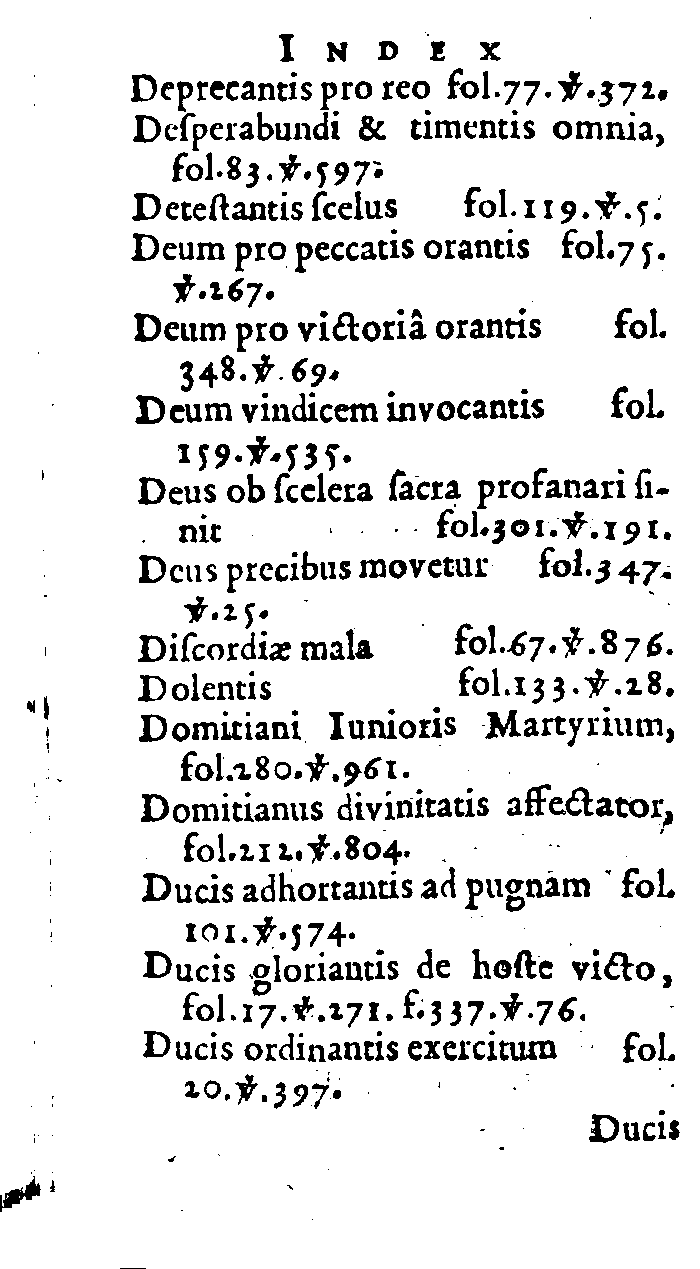 INDEX
Deprecantis pro reo fol.77.℣.372.
Deſperabundi & timentis omnia,
fol.83.℣.597.
Deteſtantis ſcelus fol.119.℣.5.
Deum pro peccatis orantis fol.75.
℣.267.
Deum pro victoriâ orantis fol.
348.℣.69.
Deum vindicem invocantis fol.
159.℣.535.
Deus ob ſcelera ſacra profanari ſi-
nit fol.301.℣.191.
Deus precibus movetur fol.347.
℣.25.
Diſcordiæ mala fol.67.℣.876.
Dolentis fol.133.℣.28.
Domitiani Iunioris Martyrium,
fol.280.℣.961.
Domitianus divinitatis affectator,
fol.212.℣.804.
Ducis adhortantis ad pugnam fol.
101.℣.574.
Ducis gloriantis de hoſte victo,
fol.17.℣.271. f.337.℣.76.
Ducis ordinantis exercitum fol.
20.℣.397.
Ducis